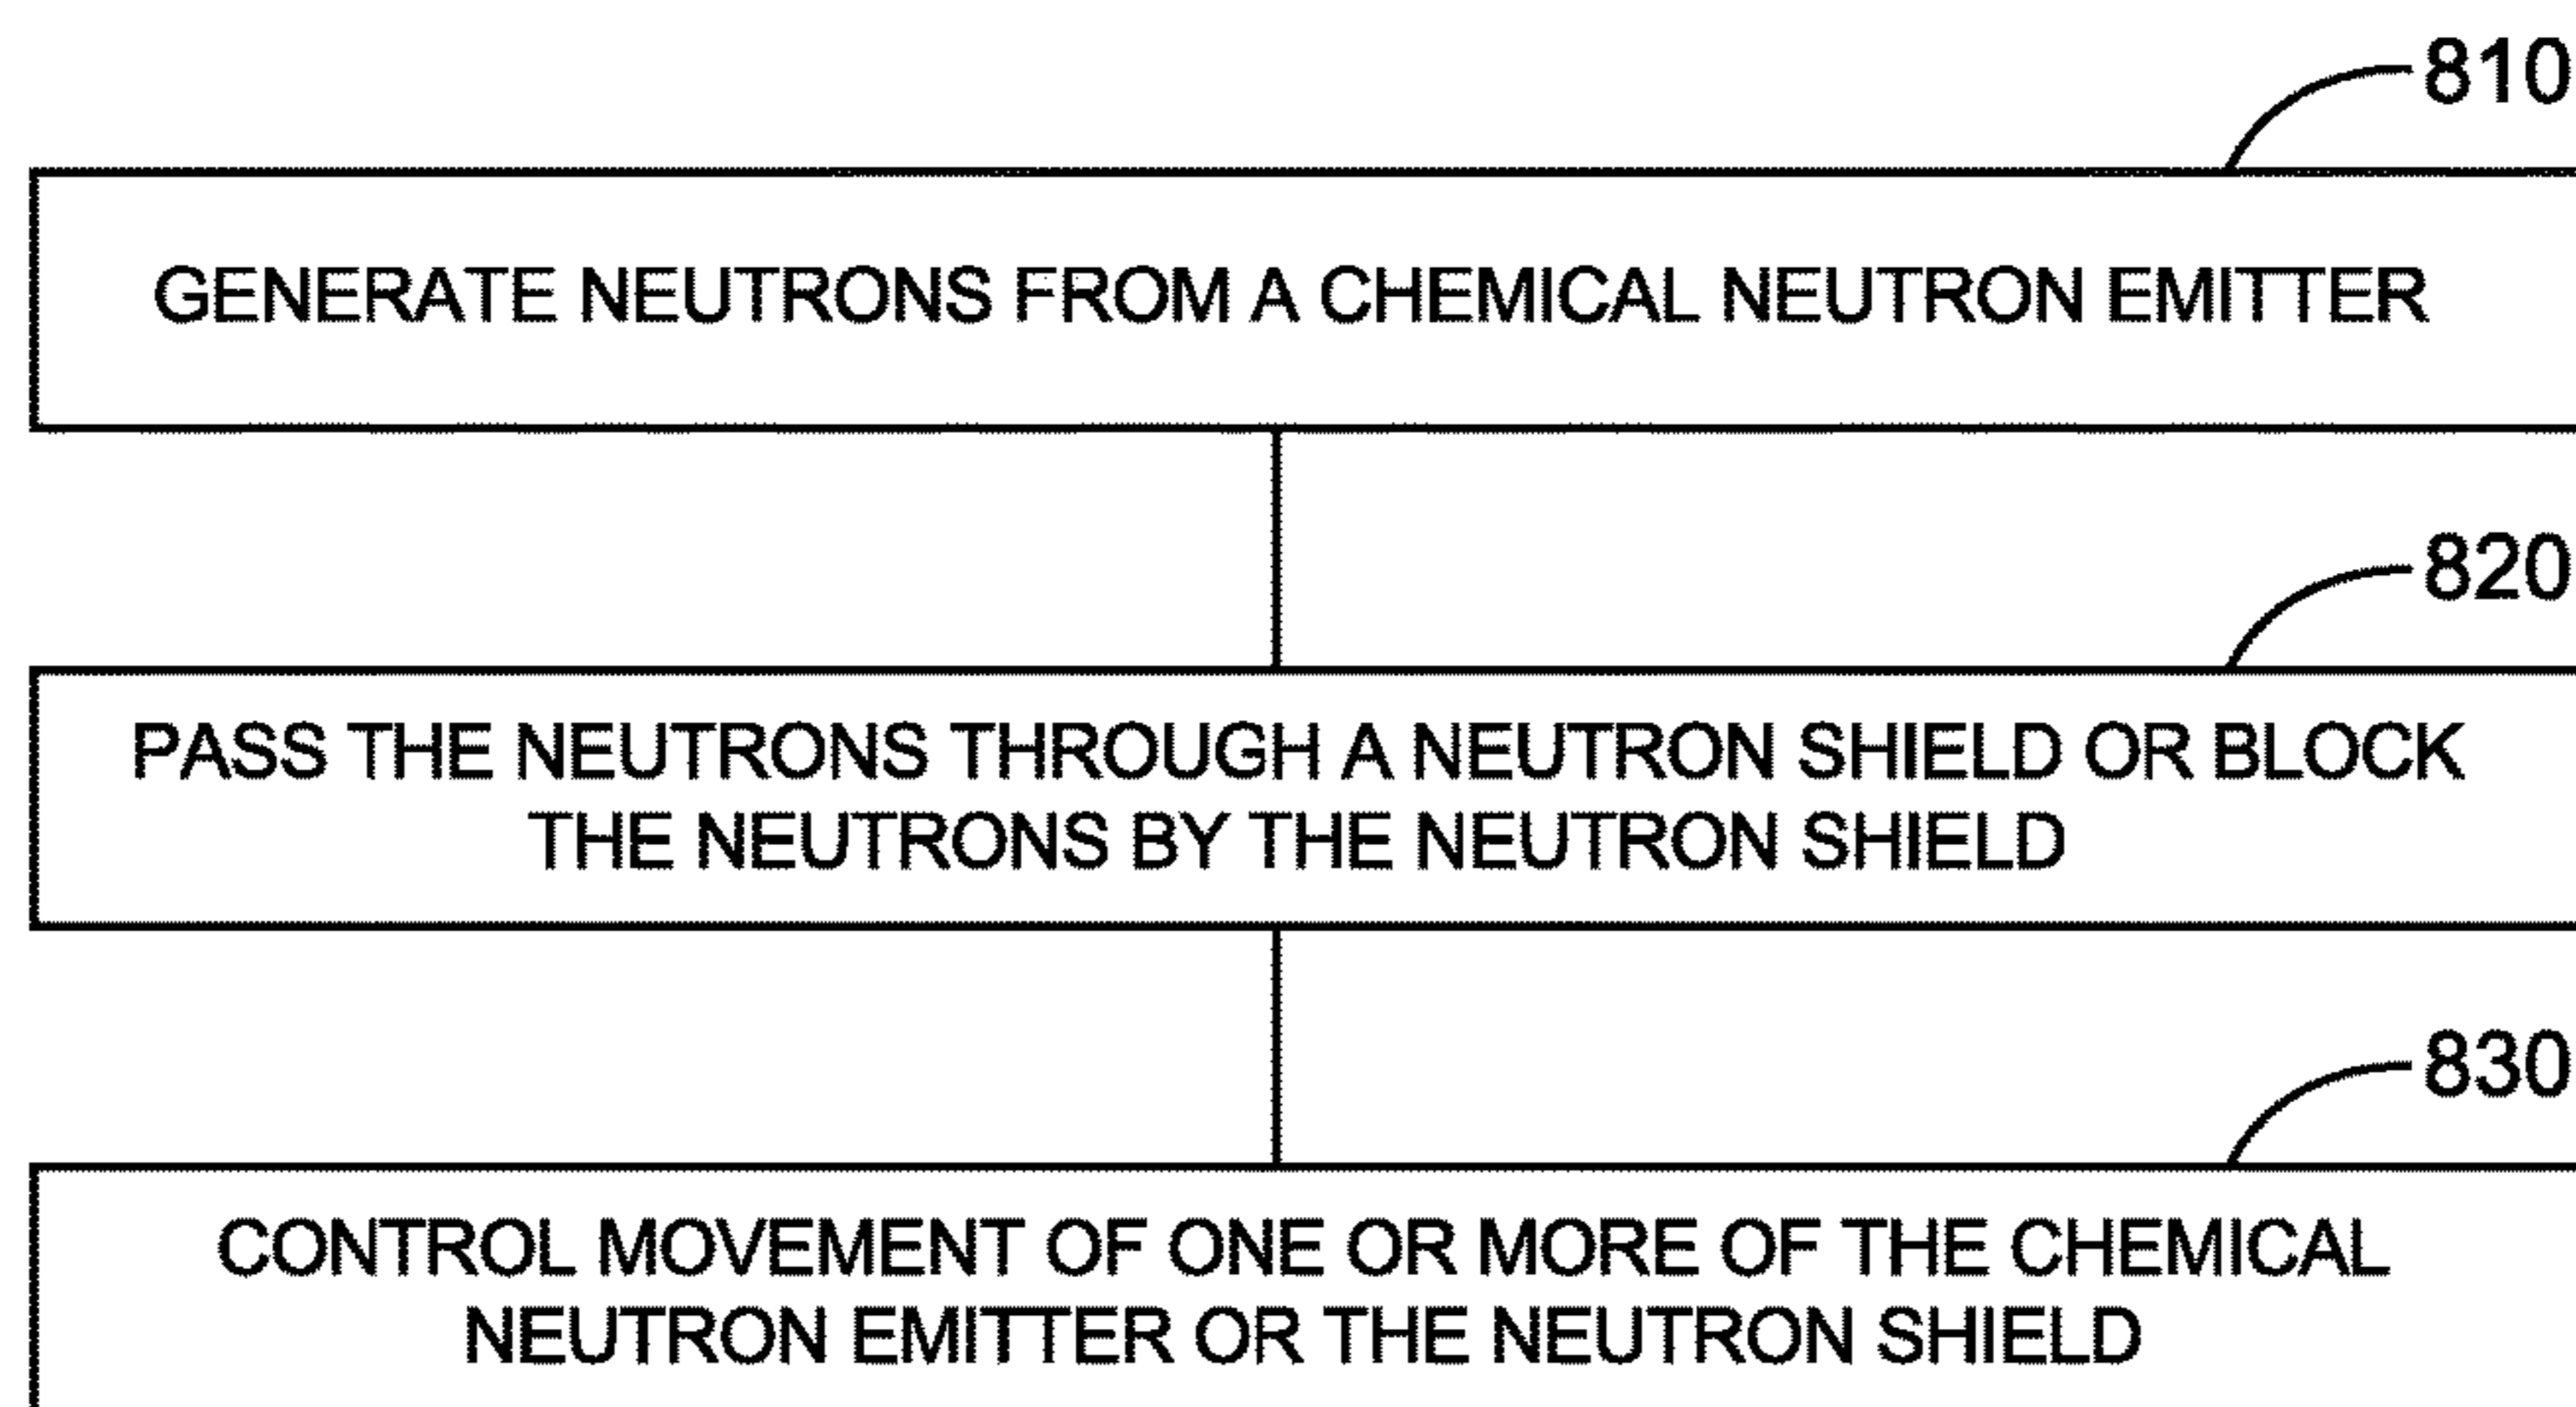 810
GENERATE NEUTRONS FROM A CHEMICAL NEUTRON EMITTER
820
PASS THE NEUTRONS THROUGH A NEUTRON SHIELD OR BLOCK
THE NEUTRONS BY THE NEUTRON SHIELD
830
CONTROL MOVEMENT OF ONE OR MORE OF THE CHEMICAL
NEUTRON EMITTER OR THE NEUTRON SHIELD